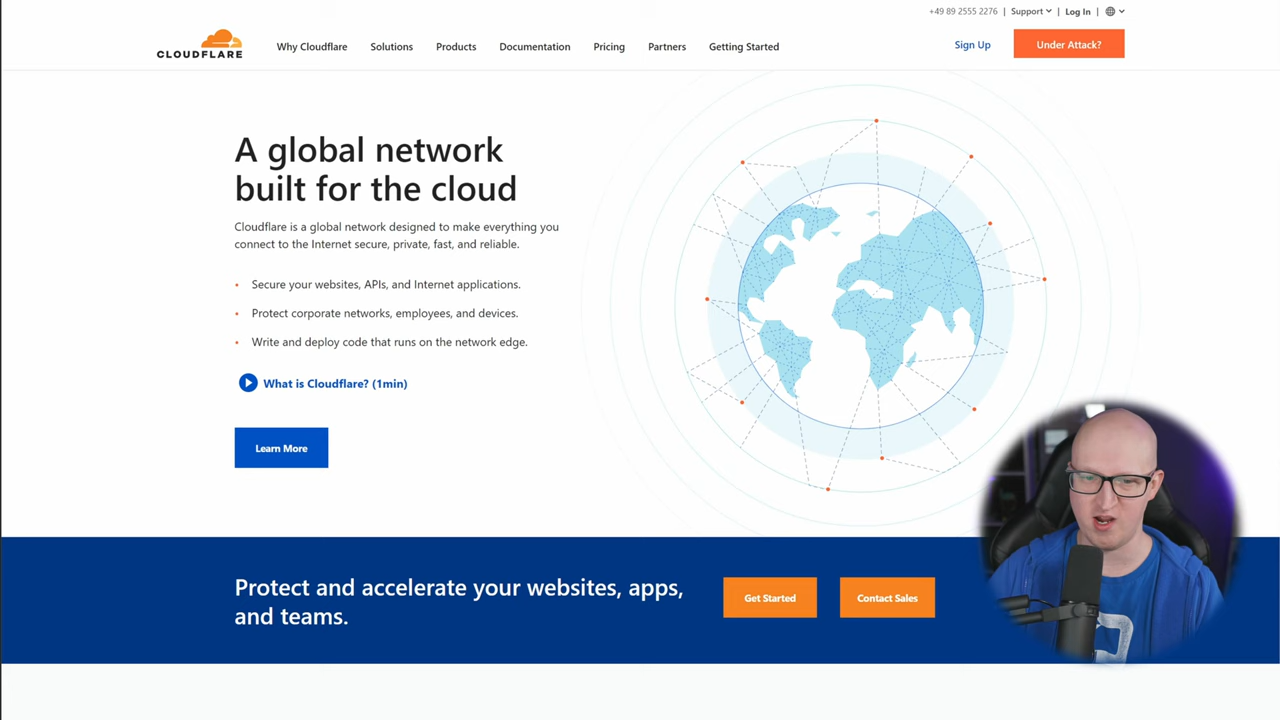 +49 89 2555 2276 | Support | Log In |
CLOUDFLARE
Why Cloudflare Solutions Products Documentation Pricing Partners Getting Started
Sign Up Under Attack?
A global network
built for the cloud
Cloudflare is a global network designed to make everything you
connect to the Internet secure, private, fast, and reliable.
• Secure your websites, APIs, and Internet applications.
• Protect corporate networks, employees, and devices.
• Write and deploy code that runs on the network edge.
What is Cloudflare? (1min)
Learn More
Protect and accelerate your websites, apps,
and teams.
Get Started Contact Sales